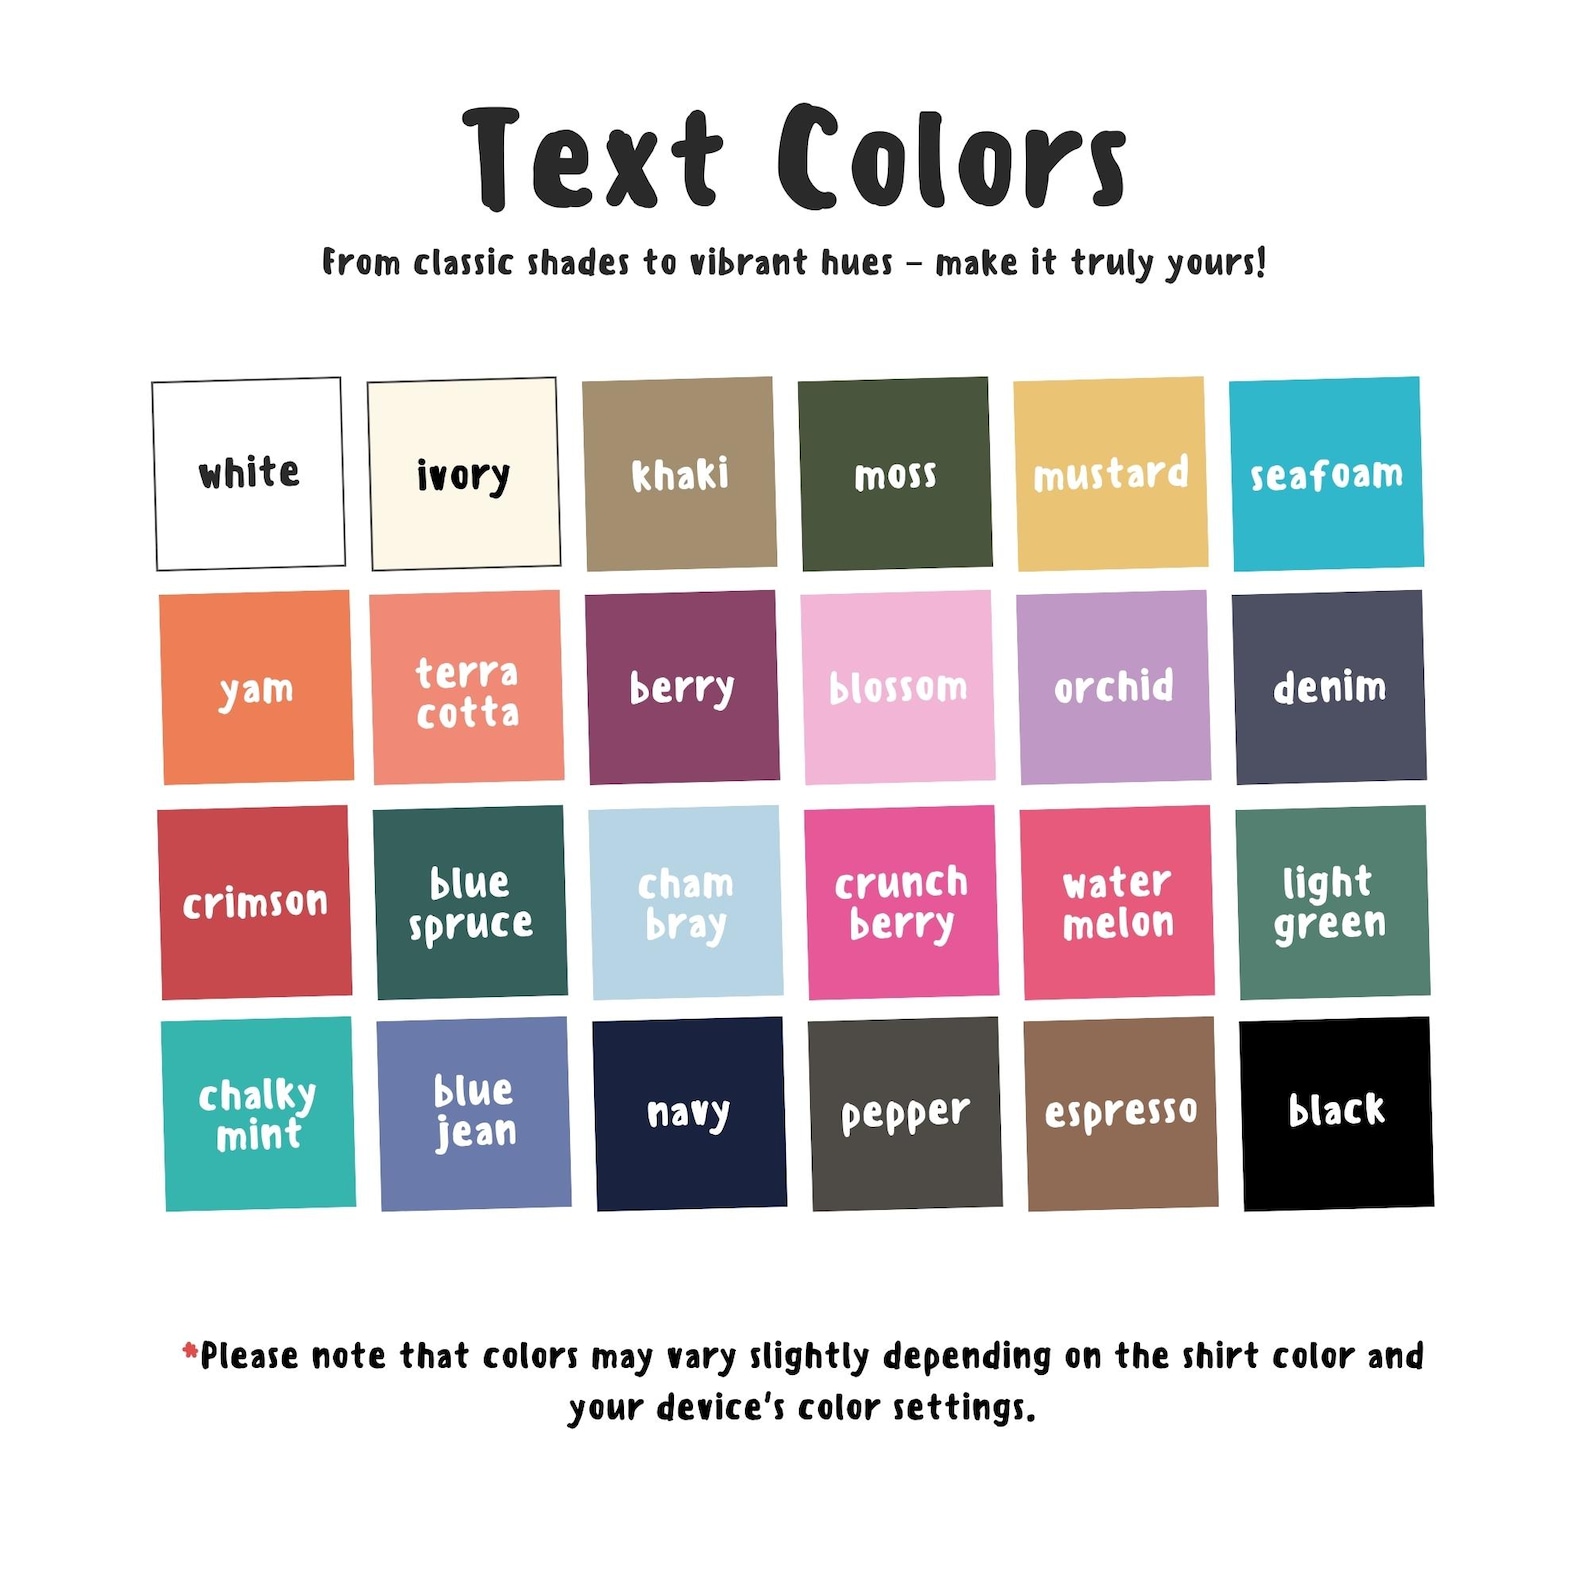 Text Colors
From classic shades to vibrant hues – make it truly yours!
white
ivory
khaki
moss
mustard
seafoam
yam
terra
cotta
berry
blossom
orchid
denim
crimson
blue
spruce
cham
bray
crunch
berry
water
melon
light
green
chalky
mint
blue
jean
navy
pepper
espresso
black
*Please note that colors may vary slightly depending on the shirt color and
your device's color settings.